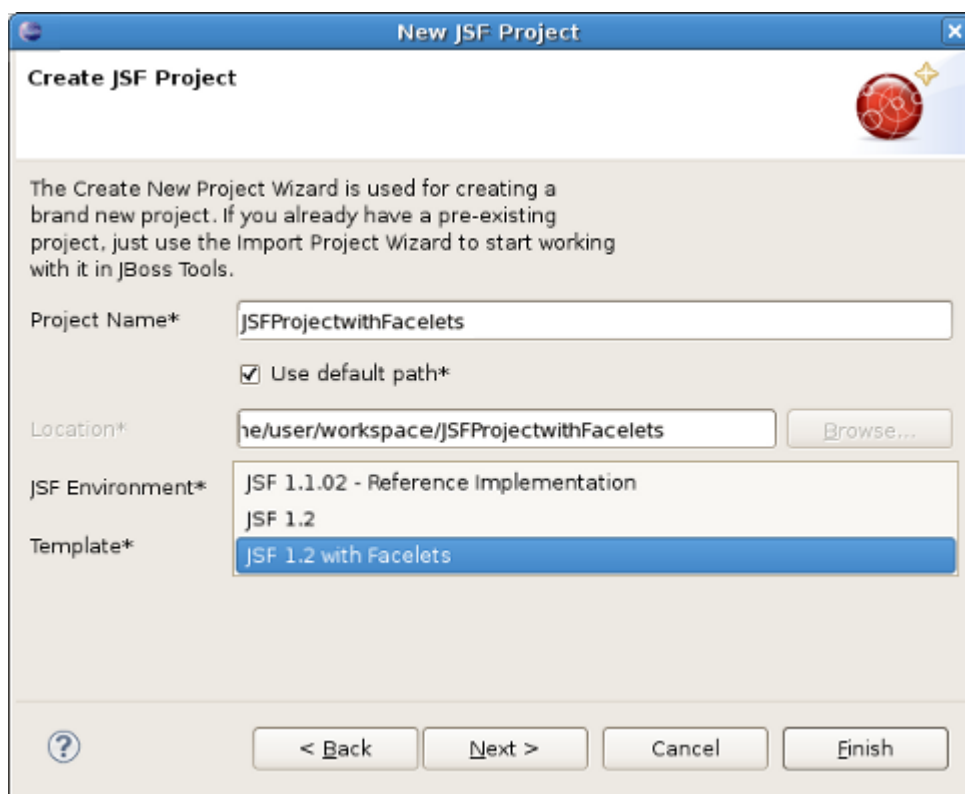 New JSF Project
Create JSF Project
The Create New Project Wizard is used for creating a
brand new project. If you already have a pre-existing
project, just use the Import Project Wizard to start working
with it in JBoss Tools.
Project Name*
JSFProjectwithFacelets
Use default path*
Location*
ne/user/workspace/JSFProjectwithFacelets
Browse...
JSF Environment*
JSF 1.1.02 - Reference Implementation
JSF 1.2
Template*
JSF 1.2 with Facelets
?
< Back
Next >
Cancel
Finish